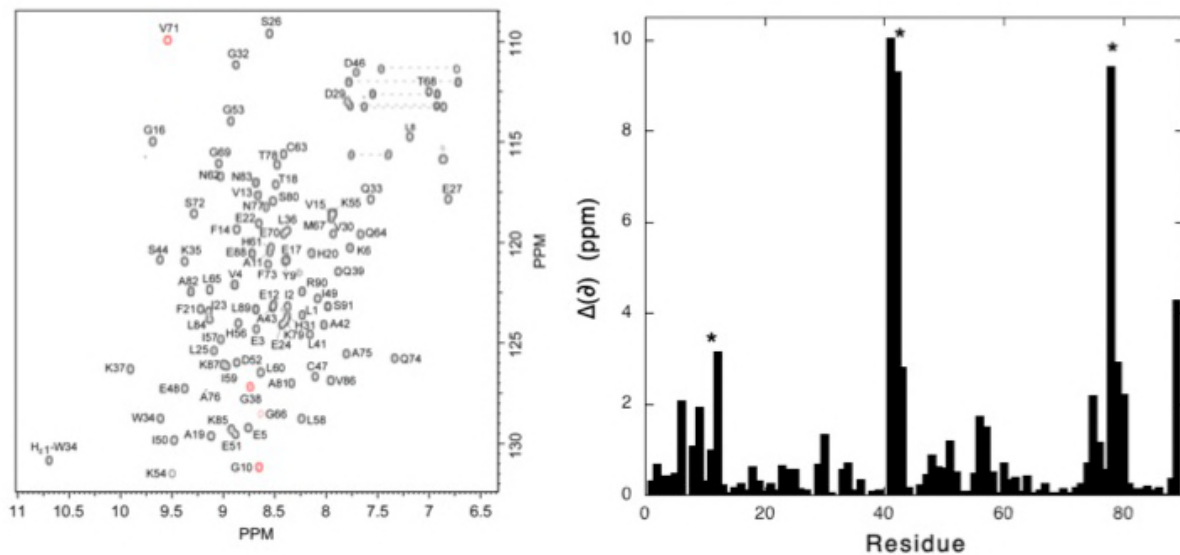 V71
S26
G32
D46
T68
D29
G53
G16
L8
C63
G69
T78
N62
N83
T18
V13
S80
Q33
E27
N77
V15
K55
S72
E22
L36
M67
V30
F14
E70
Q64
H61
S44
K35
E88
E17
H20
K6
A11
F73
Y9
Q39
V4
R90
A82
L65
I49
E12
I2
S91
F21
I23
L89
L1
A43
L84
H56
H31
A42
E3
K79
I57
E24
L41
L25
A75
Q74
K37
K87
D52
L60
C47
I59
A810
V86
E48
A76
G38
G66
W34
K85
L58
A19
E5
I50
E51
Hε1-W34
K54
G10
110
115
120
125
130
PPM
11 10.5 10 9.5 9 8.5 8 7.5 7 6.5
PPM
10
8
6
4
2
0
Δ(∂) (ppm)
*
*
*
0 20 40 60 80
Residue